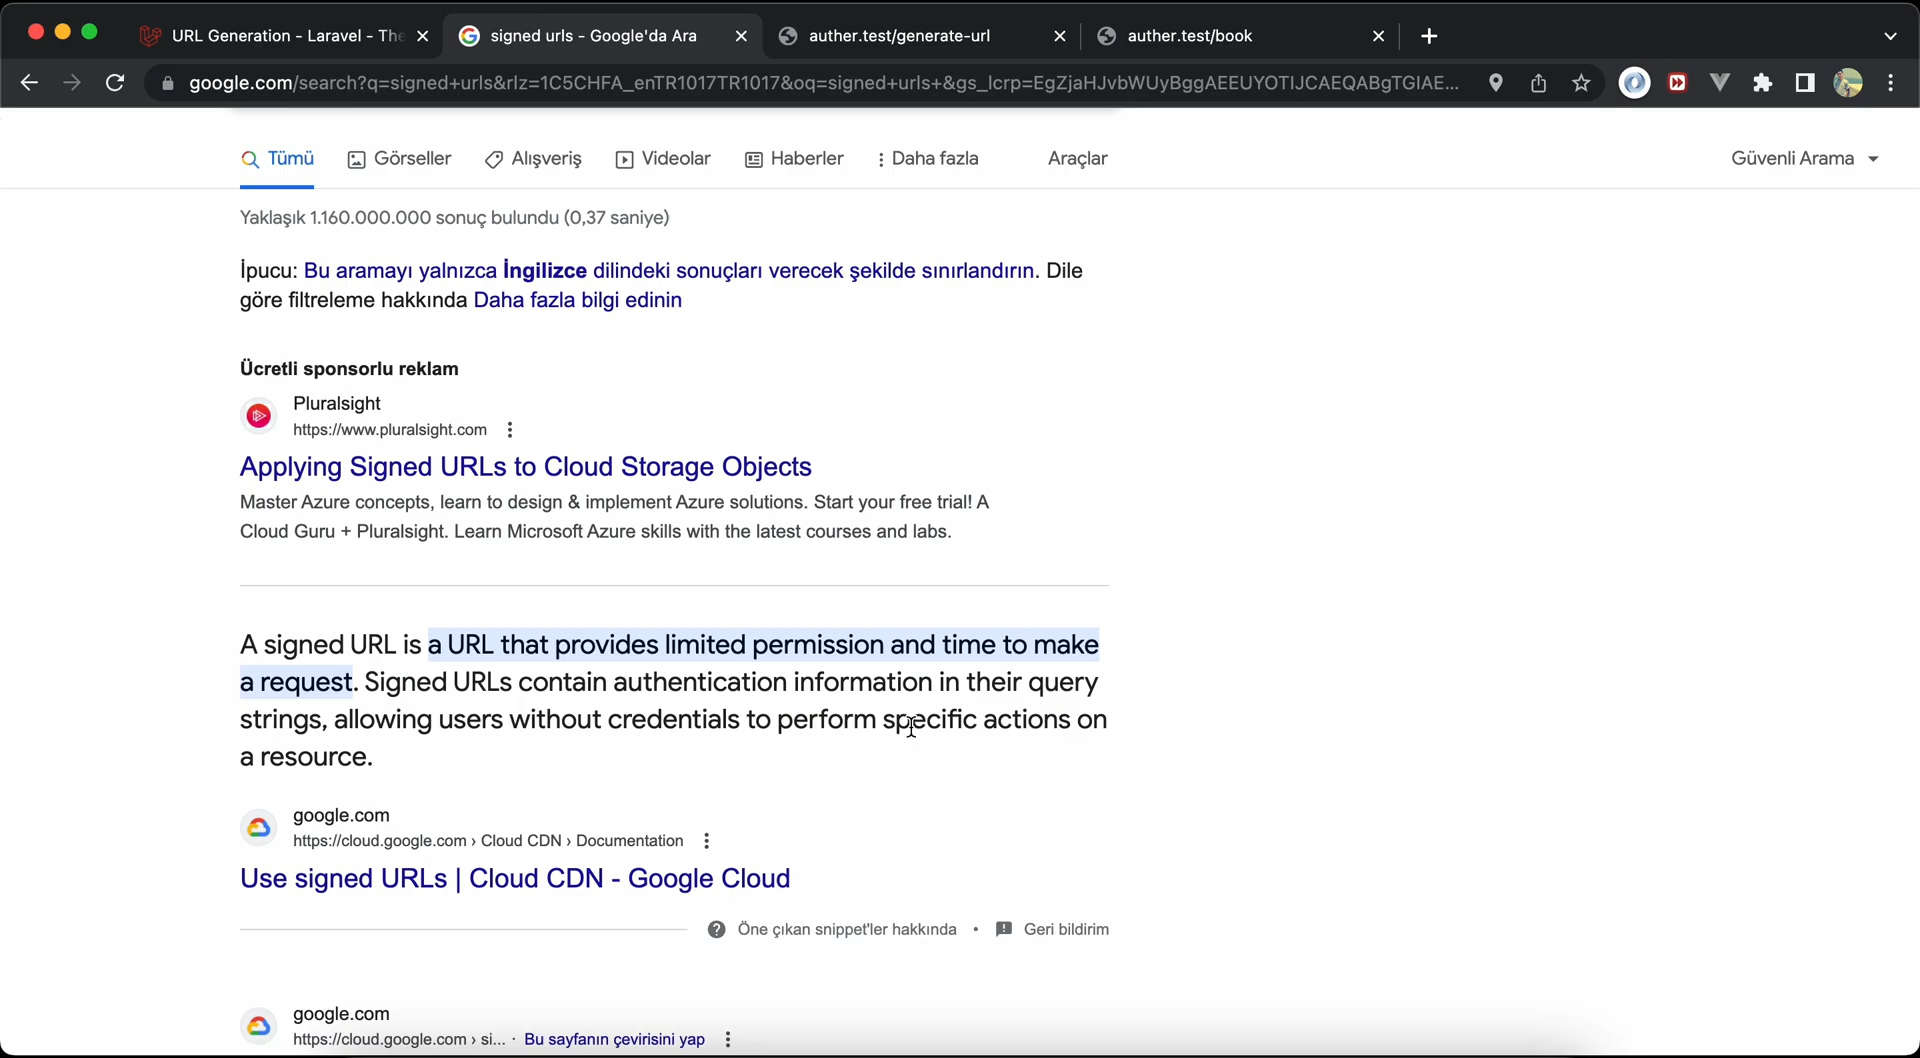 URL Generation - Laravel - The
signed urls - Google'da Ara
auther.test/generate-url
auther.test/book
google.com/search?q=signed+urls&rlz=1C5CHFA_enTR1017TR1017&oq=signed+urls+&gs_lcrp=EgZjaHJvbWUyBggAEEUYOTIJCAEQABgTGIAE...
Tümü
Görseller
Alışveriş
Videolar
Haberler
Daha fazla
Araçlar
Güvenli Arama
Yaklaşık 1.160.000.000 sonuç bulundu (0,37 saniye)
İpucu: Bu aramayı yalnızca İngilizce dilindeki sonuçları verecek şekilde sınırlandırın. Dile
göre filtreleme hakkında Daha fazla bilgi edinin
Ücretli sponsorlu reklam
Pluralsight
https://www.pluralsight.com
Applying Signed URLs to Cloud Storage Objects
Master Azure concepts, learn to design & implement Azure solutions. Start your free trial! A
Cloud Guru + Pluralsight. Learn Microsoft Azure skills with the latest courses and labs.
A signed URL is a URL that provides limited permission and time to make
a request. Signed URLs contain authentication information in their query
strings, allowing users without credentials to perform specific actions on
a resource.
google.com
https://cloud.google.com › Cloud CDN › Documentation
Use signed URLs | Cloud CDN - Google Cloud
Öne çıkan snippet'ler hakkında • Geri bildirim
google.com
https://cloud.google.com › si... · Bu sayfanın çevirisini yap